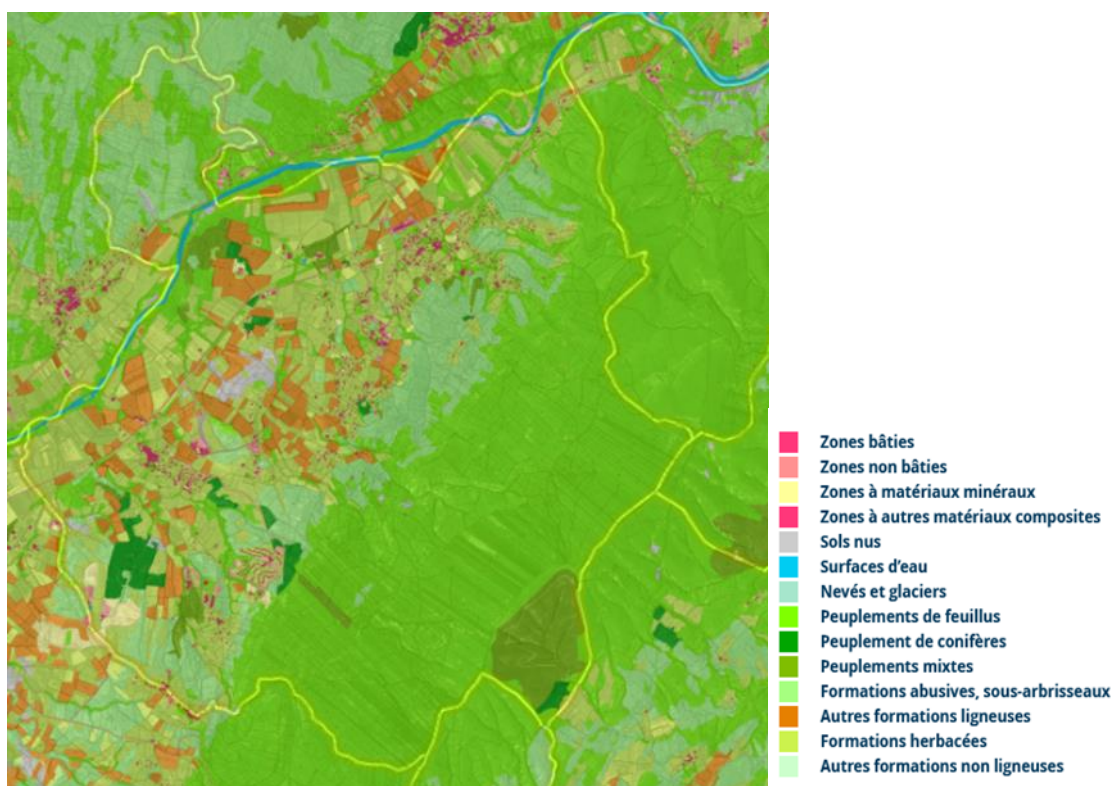 Zones bâties
Zones non bâties
Zones à matériaux minéraux
Zones à autres matériaux composites
Sols nus
Surfaces d'eau
Nevés et glaciers
Peuplements de feuillus
Peuplement de conifères
Peuplements mixtes
Formations abusives, sous-arbrisseaux
Autres formations ligneuses
Formations herbacées
Autres formations non ligneuses